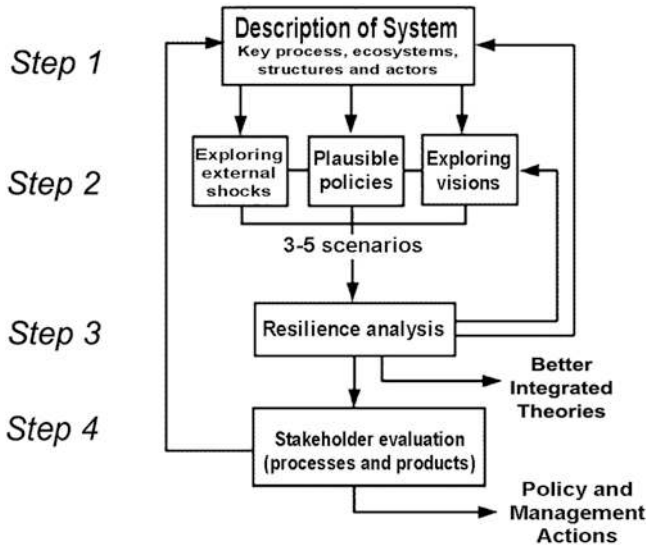 Description of System
Key process, ecosystems,
structures and actors
Step 1
Exploring
external
shocks
Plausible
policies
Exploring
visions
Step 2
3-5 scenarios
Step 3
Resilience analysis
Better
Integrated
Theories
Step 4
Stakeholder evaluation
(processes and products)
Policy and
Management
Actions